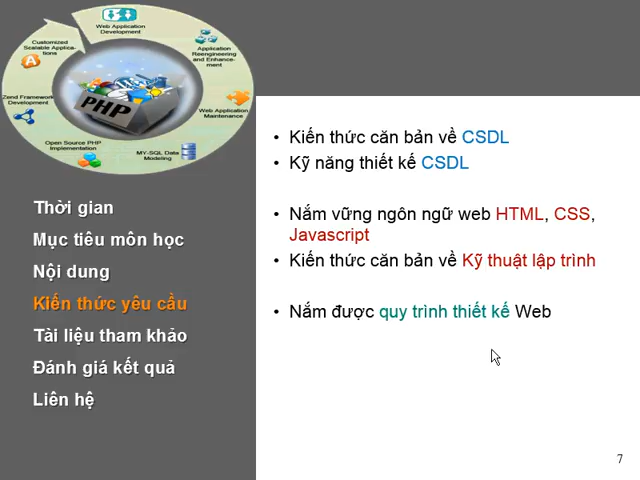 Web Application
Development
Customized
Scalable Applica-
tions
Application
Reengineering
and Enhance-
ment
Zend Framework
Development
PHP
Web Application
Maintenance
Open Source PHP
Implementation
MY-SQL Data
Modeling
Thời gian
Mục tiêu môn học
Nội dung
Kiến thức yêu cầu
Tài liệu tham khảo
Đánh giá kết quả
Liên hệ
• Kiến thức căn bản về CSDL
• Kỹ năng thiết kế CSDL
• Nắm vững ngôn ngữ web HTML, CSS,
Javascript
• Kiến thức căn bản về Kỹ thuật lập trình
• Nắm được quy trình thiết kế Web
7